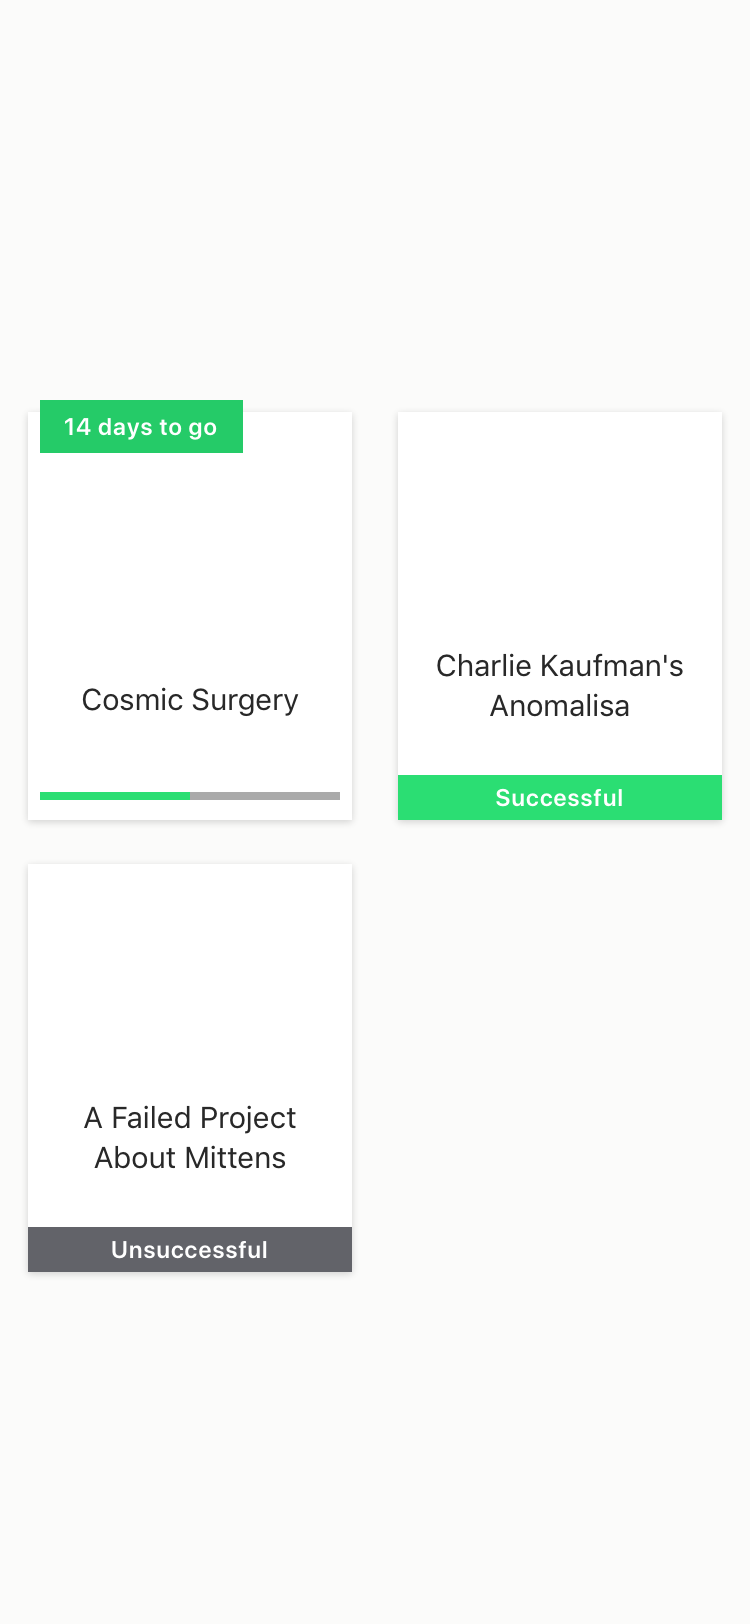 14 days to go
Cosmic Surgery
Charlie Kaufman's
Anomalisa
Successful
A Failed Project
About Mittens
Unsuccessful